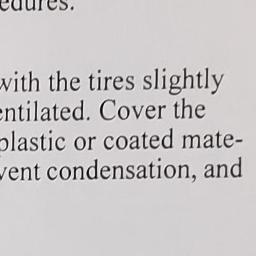 edures.
with the tires slightly
entilated. Cover the
plastic or coated mate-
vent condensation, and